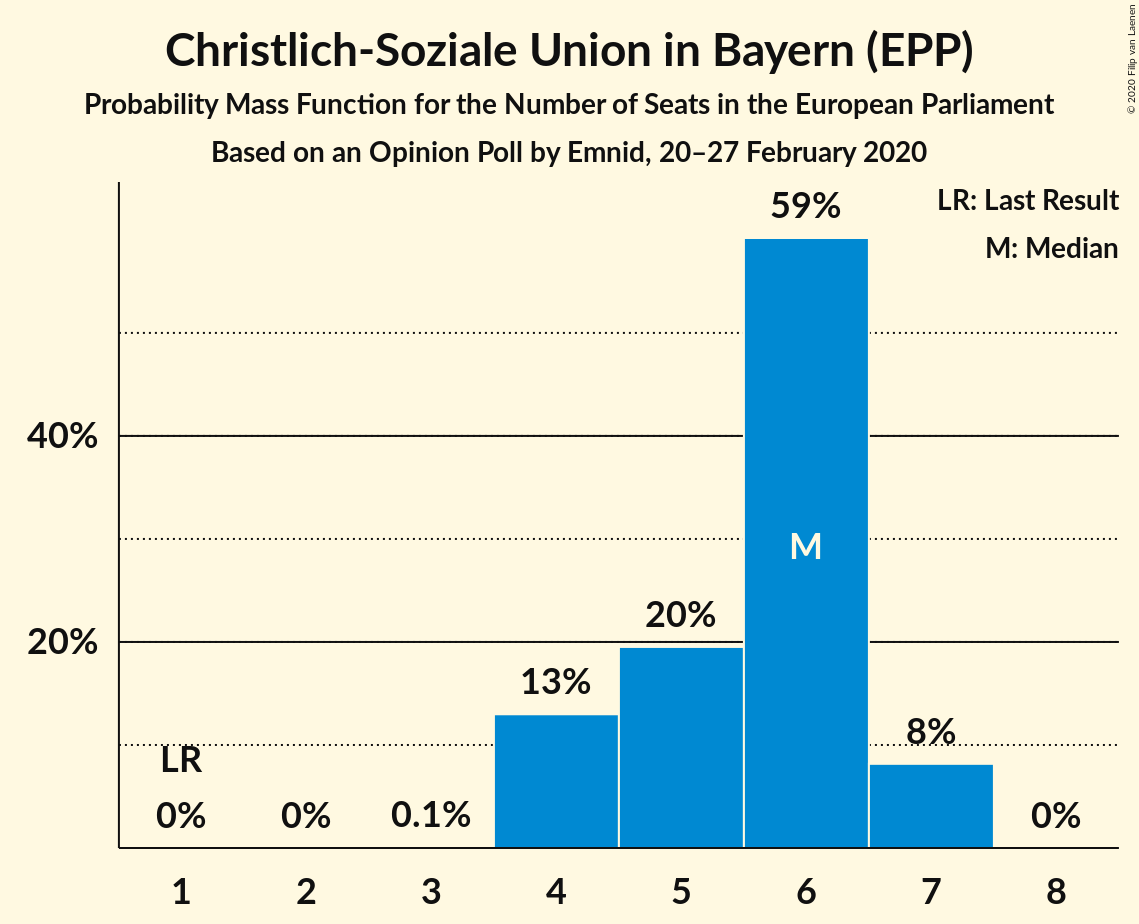 Christlich-Soziale Union in Bayern (EPP)
Probability Mass Function for the Number of Seats in the European Parliament
Based on an Opinion Poll by Emnid, 20–27 February 2020
© 2020 Filip van Laenen
LR: Last Result
M: Median
59%
40%
M
20%
20%
13%
8%
LR
0%
0%
0.1%
0%
1 2 3 4 5 6 7 8